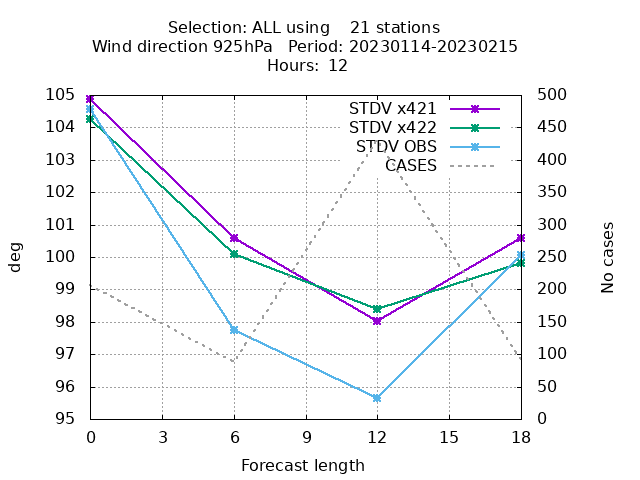 Selection: ALL using    21 stations
Wind direction 925hPa   Period: 20230114-20230215
Hours:  12
STDV x421
STDV x422
STDV OBS
CASES
105
104
103
102
101
100
99
98
97
96
95
500
450
400
350
300
250
200
150
100
50
0
deg
No cases
0 3 6 9 12 15 18
Forecast length